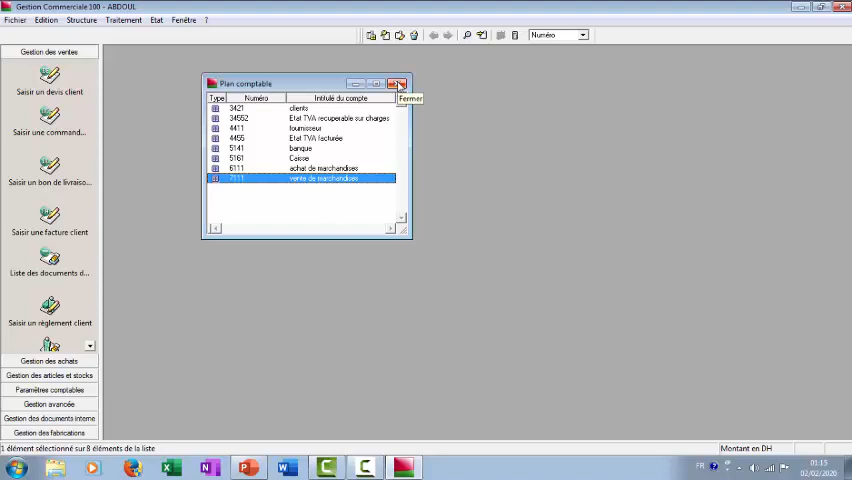 Gestion Commerciale 100 - ABDOUL
Fichier Edition Structure Traitement Etat Fenêtre ?
Numéro
Gestion des ventes
Saisir un devis client
Saisir une command...
Saisir un bon de livraiso...
Saisir une facture client
Liste des documents d...
Saisir un règlement client
Gestion des achats
Gestion des articles et stocks
Paramètres comptables
Gestion avancée
Gestion des documents interne
Gestion des fabrications
Plan comptable
Fermer
Type Numéro Intitulé du compte
3421 clients
34552 Etat TVA recuperable sur charges
4411 fournisseur
4455 Etat TVA facturée
5141 banque
5161 Caisse
6111 achat de marchandises
7111 vente de marchandises
1 élément sélectionné sur 8 éléments de la liste
Montant en DH
FR
01:15
02/02/2020